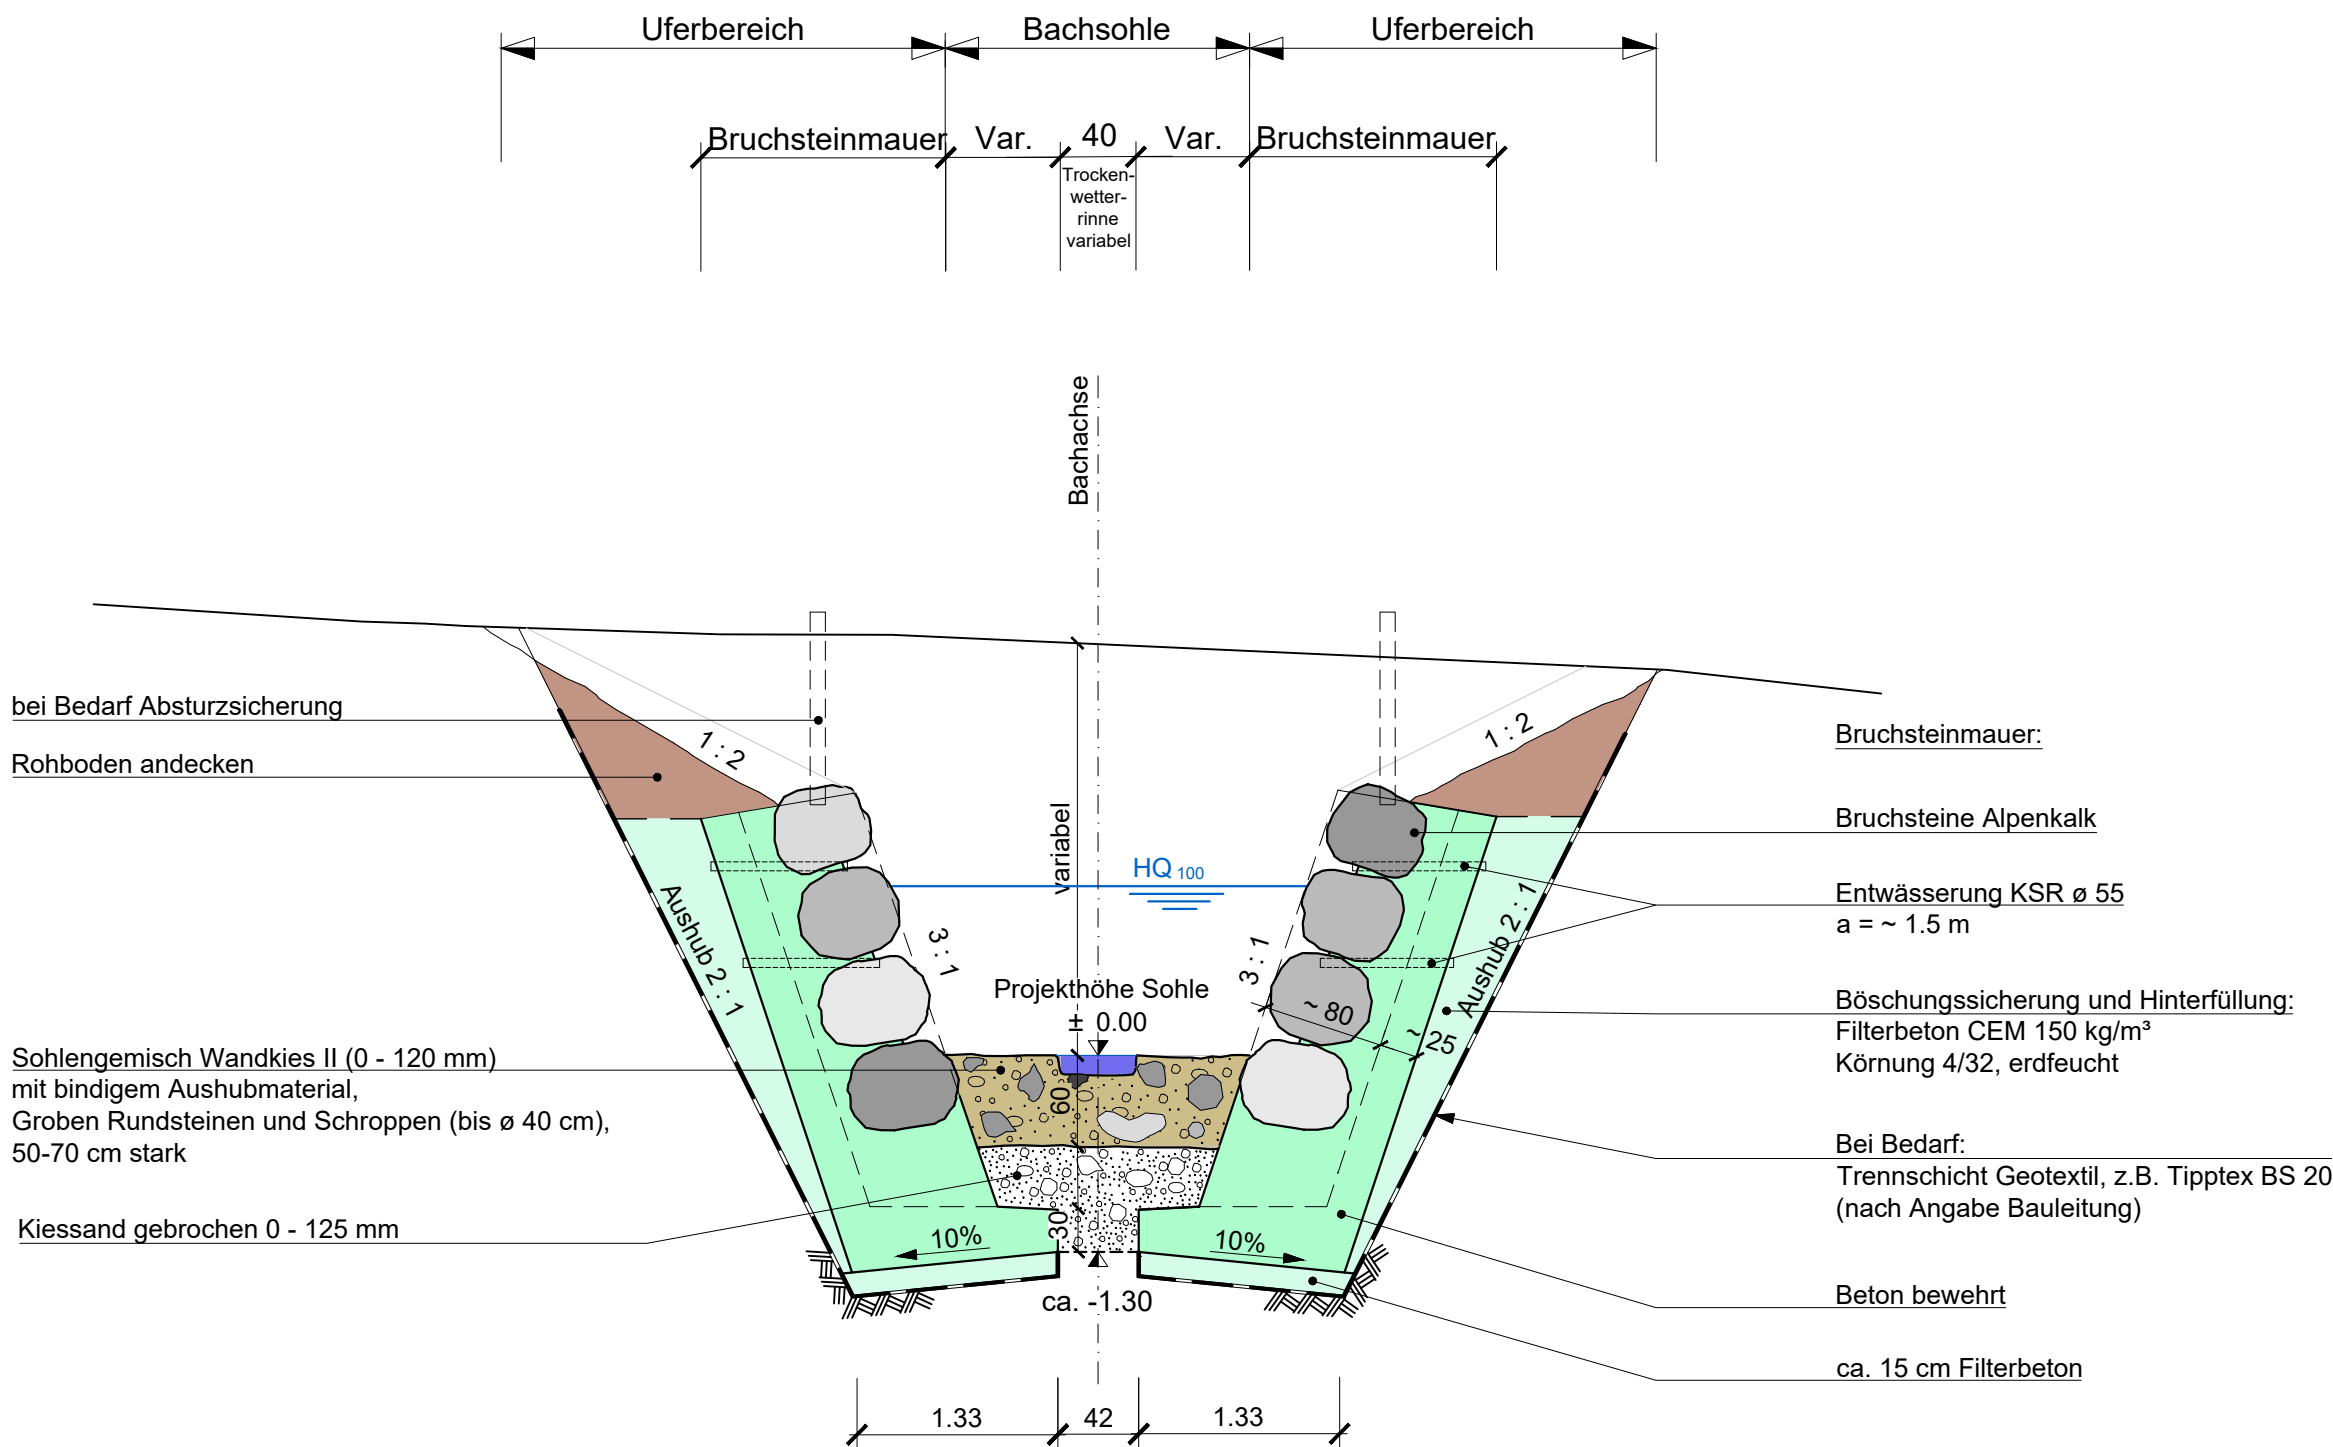 Uferbereich
Bachsohle
Uferbereich
Bruchsteinmauer
Var.
40
Var.
Bruchsteinmauer
Trocken-
wetter-
rinne
variabel
Bachachse
bei Bedarf Absturzsicherung
Rohboden andecken
1 : 2
1 : 2
Bruchsteinmauer:
Bruchsteine Alpenkalk
variabel
HQ 100
Entwässerung KSR ø 55
a = ~ 1.5 m
Aushub 2 : 1
3 : 1
3 : 1
Aushub 2 : 1
Projekthöhe Sohle
± 0.00
~ 80
~ 25
Böschungssicherung und Hinterfüllung:
Filterbeton CEM 150 kg/m³
Körnung 4/32, erdfeucht
Sohlengemisch Wandkies II (0 - 120 mm)
mit bindigem Aushubmaterial,
Groben Rundsteinen und Schroppen (bis ø 40 cm),
50-70 cm stark
60
Bei Bedarf:
Trennschicht Geotextil, z.B. Tipptex BS 20
(nach Angabe Bauleitung)
Kiessand gebrochen 0 - 125 mm
30
10%
10%
ca. -1.30
Beton bewehrt
ca. 15 cm Filterbeton
1.33
42
1.33